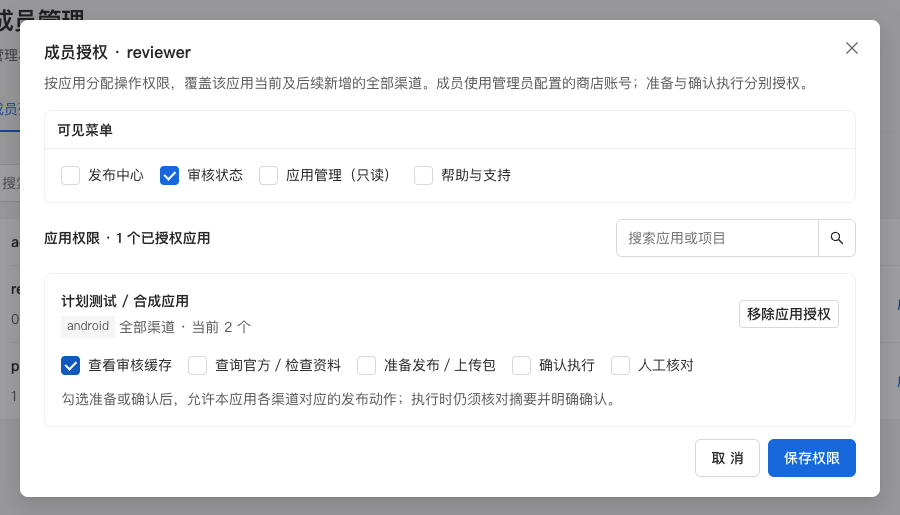 成员管理
成员授权 · reviewer
按应用分配操作权限，覆盖该应用当前及后续新增的全部渠道。成员使用管理员配置的商店账号；准备与确认执行分别授权。
可见菜单
发布中心 审核状态 应用管理（只读） 帮助与支持
应用权限 · 1 个已授权应用
搜索应用或项目
计划测试 / 合成应用
android 全部渠道 · 当前 2 个
移除应用授权
查看审核缓存 查询官方 / 检查资料 准备发布 / 上传包 确认执行 人工核对
勾选准备或确认后，允许本应用各渠道对应的发布动作；执行时仍须核对摘要并明确确认。
取 消 保存权限